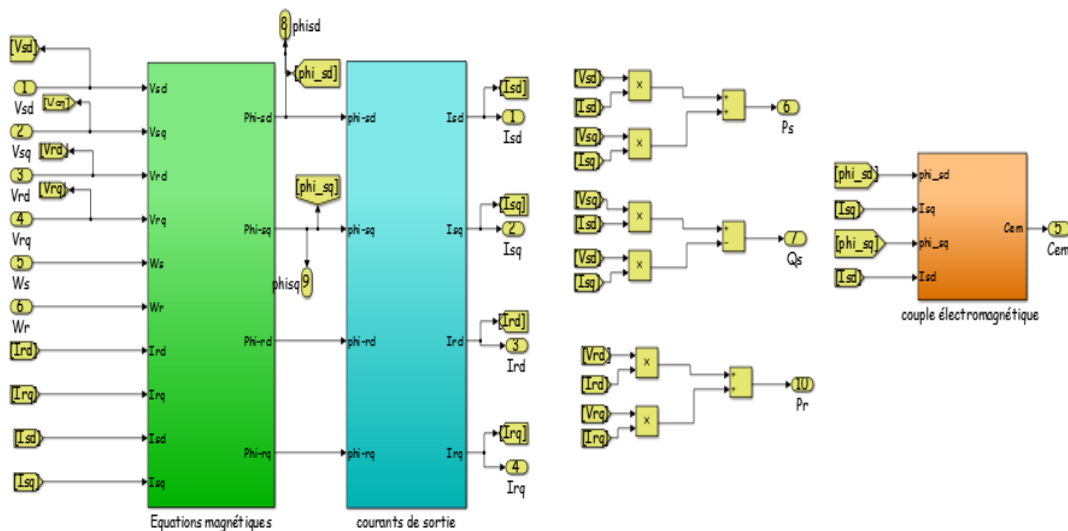 [Vsd]
1
Vsd
2
Vsq
[Vrd]
3
Vrd
[Vrq]
4
Vrq
5
Ws
6
Wr
[Ird]
[Irq]
[Isd]
[Isq]
Vsd
Vsq
Vrd
Vrq
Ws
Wr
Ird
Irq
Isd
Isq
Phi-sd
Phi-sq
Phi-rd
Phi-rq
Equations magnétiques
8
phisd
[phi_sd]
[phi_sq]
phisq
9
phi-sd
phi-sq
phi-rd
phi-rq
Isd
Isq
Ird
Irq
courants de sortie
[Isd]
1
Isd
[Isq]
2
Isq
[Ird]
3
Ird
[Irq]
4
Irq
[Vsd]
[Isd]
×
[Vsq]
[Isq]
×
+
+
6
Ps
[Vsq]
[Isd]
×
[Vsd]
[Isq]
×
+
−
7
Qs
[Vrd]
[Ird]
×
[Vrq]
[Irq]
×
+
+
10
Pr
[phi_sd]
[Isq]
[phi_sq]
[Isd]
phi_sd
Isq
phi_sq
Isd
Cem
5
Cem
couple électromagnétique